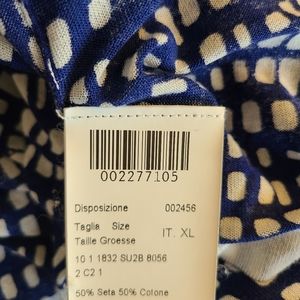 002277105
Disposizione 002456
Taglia Size
Taille Groesse IT. XL
10 1 1832 SU2B 8056
2 C2 1
50% Seta 50% Cotone